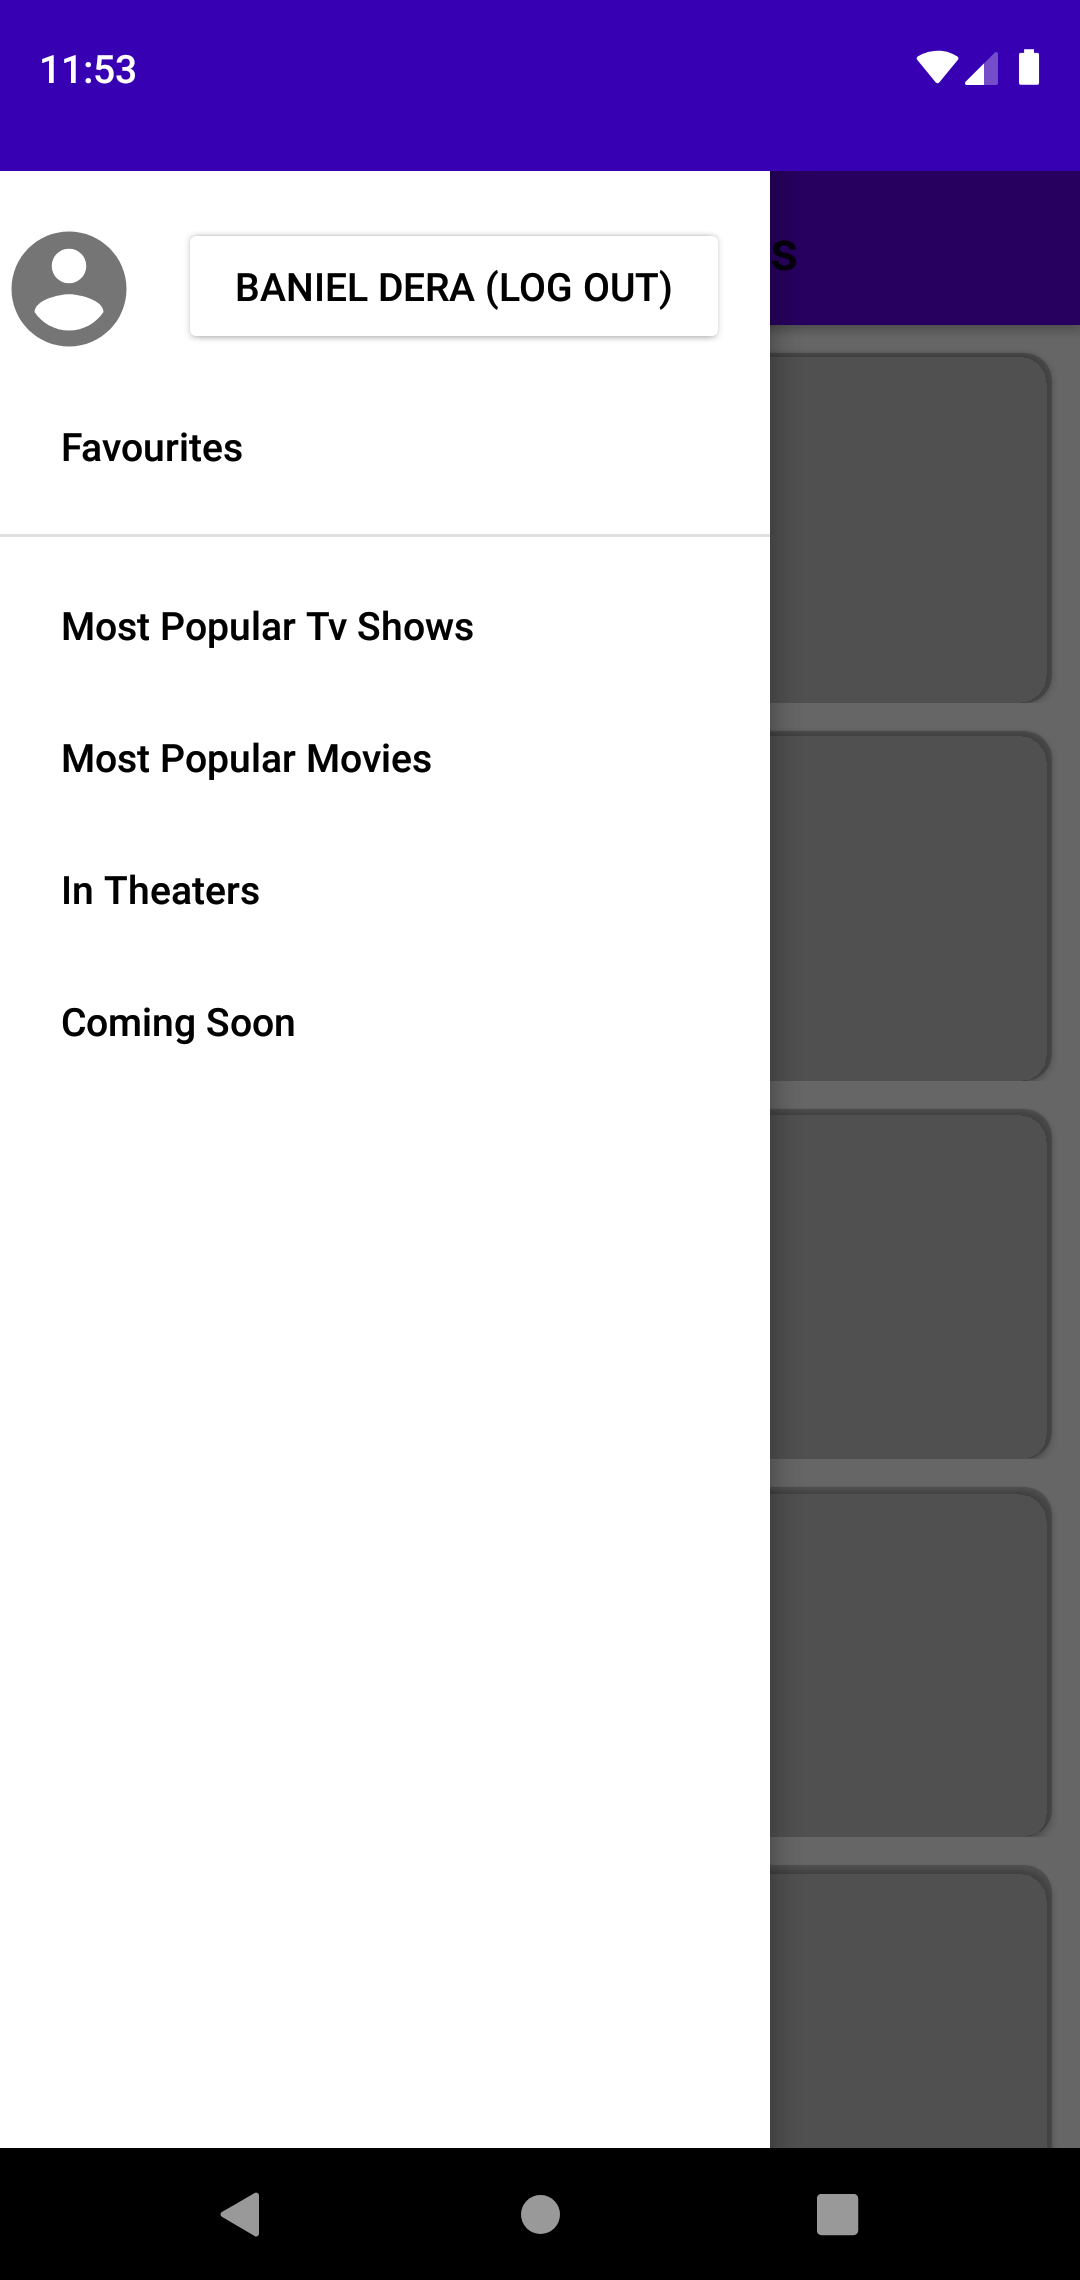 11:53
s
BANIEL DERA (LOG OUT)
Favourites
Most Popular Tv Shows
Most Popular Movies
In Theaters
Coming Soon